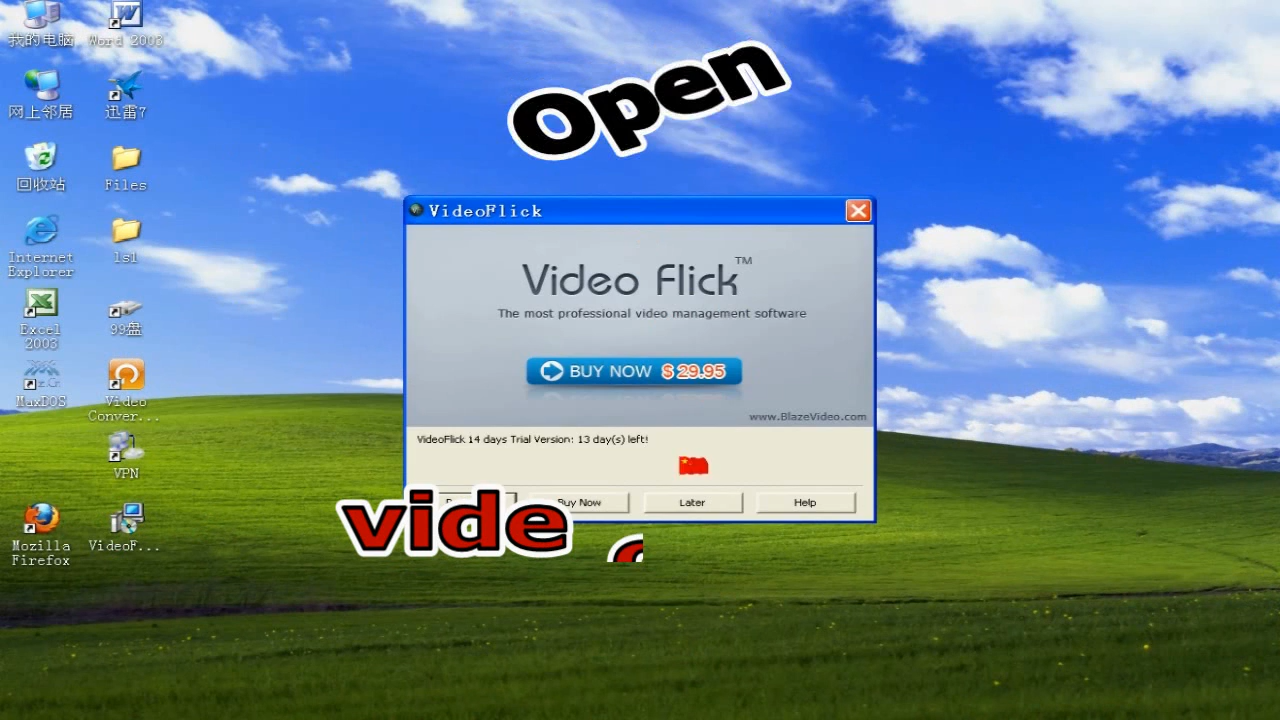 我的电脑
Word 2003
网上邻居
迅雷7
回收站
Files
Internet
Explorer
ls1
Excel
2003
99盘
MaxDOS
Video
Conver...
VPN
Mozilla
Firefox
VideoF...
Open
VideoFlick
Video Flick™
The most professional video management software
BUY NOW $ 29.95
www.BlazeVideo.com
VideoFlick 14 days Trial Version: 13 day(s) left!
Buy Now
Later
Help
vide